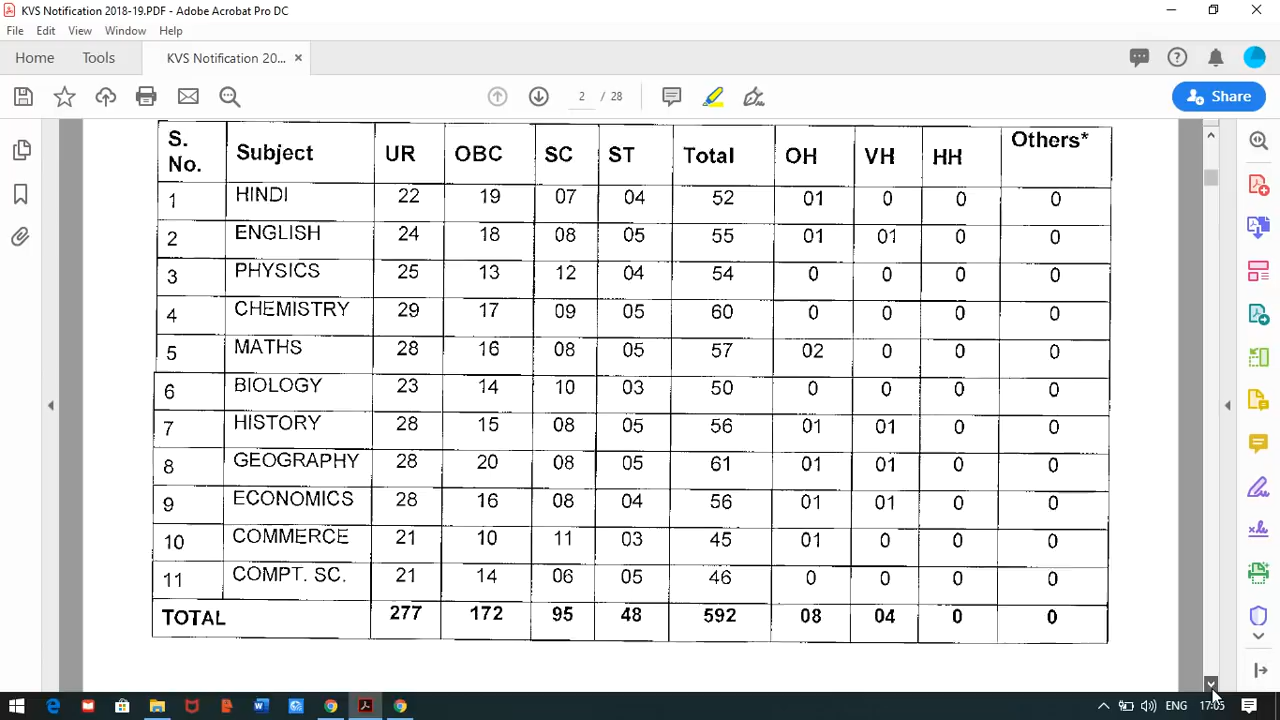 KVS Notification 2018-19.PDF - Adobe Acrobat Pro DC
File Edit View Window Help
Home Tools KVS Notification 20... ×
2 / 28 Share
S. No. Subject UR OBC SC ST Total OH VH HH Others*
1 HINDI 22 19 07 04 52 01 0 0 0
2 ENGLISH 24 18 08 05 55 01 01 0 0
3 PHYSICS 25 13 12 04 54 0 0 0 0
4 CHEMISTRY 29 17 09 05 60 0 0 0 0
5 MATHS 28 16 08 05 57 02 0 0 0
6 BIOLOGY 23 14 10 03 50 0 0 0 0
7 HISTORY 28 15 08 05 56 01 01 0 0
8 GEOGRAPHY 28 20 08 05 61 01 01 0 0
9 ECONOMICS 28 16 08 04 56 01 01 0 0
10 COMMERCE 21 10 11 03 45 01 0 0 0
11 COMPT. SC. 21 14 06 05 46 0 0 0 0
TOTAL 277 172 95 48 592 08 04 0 0
ENG 17:05